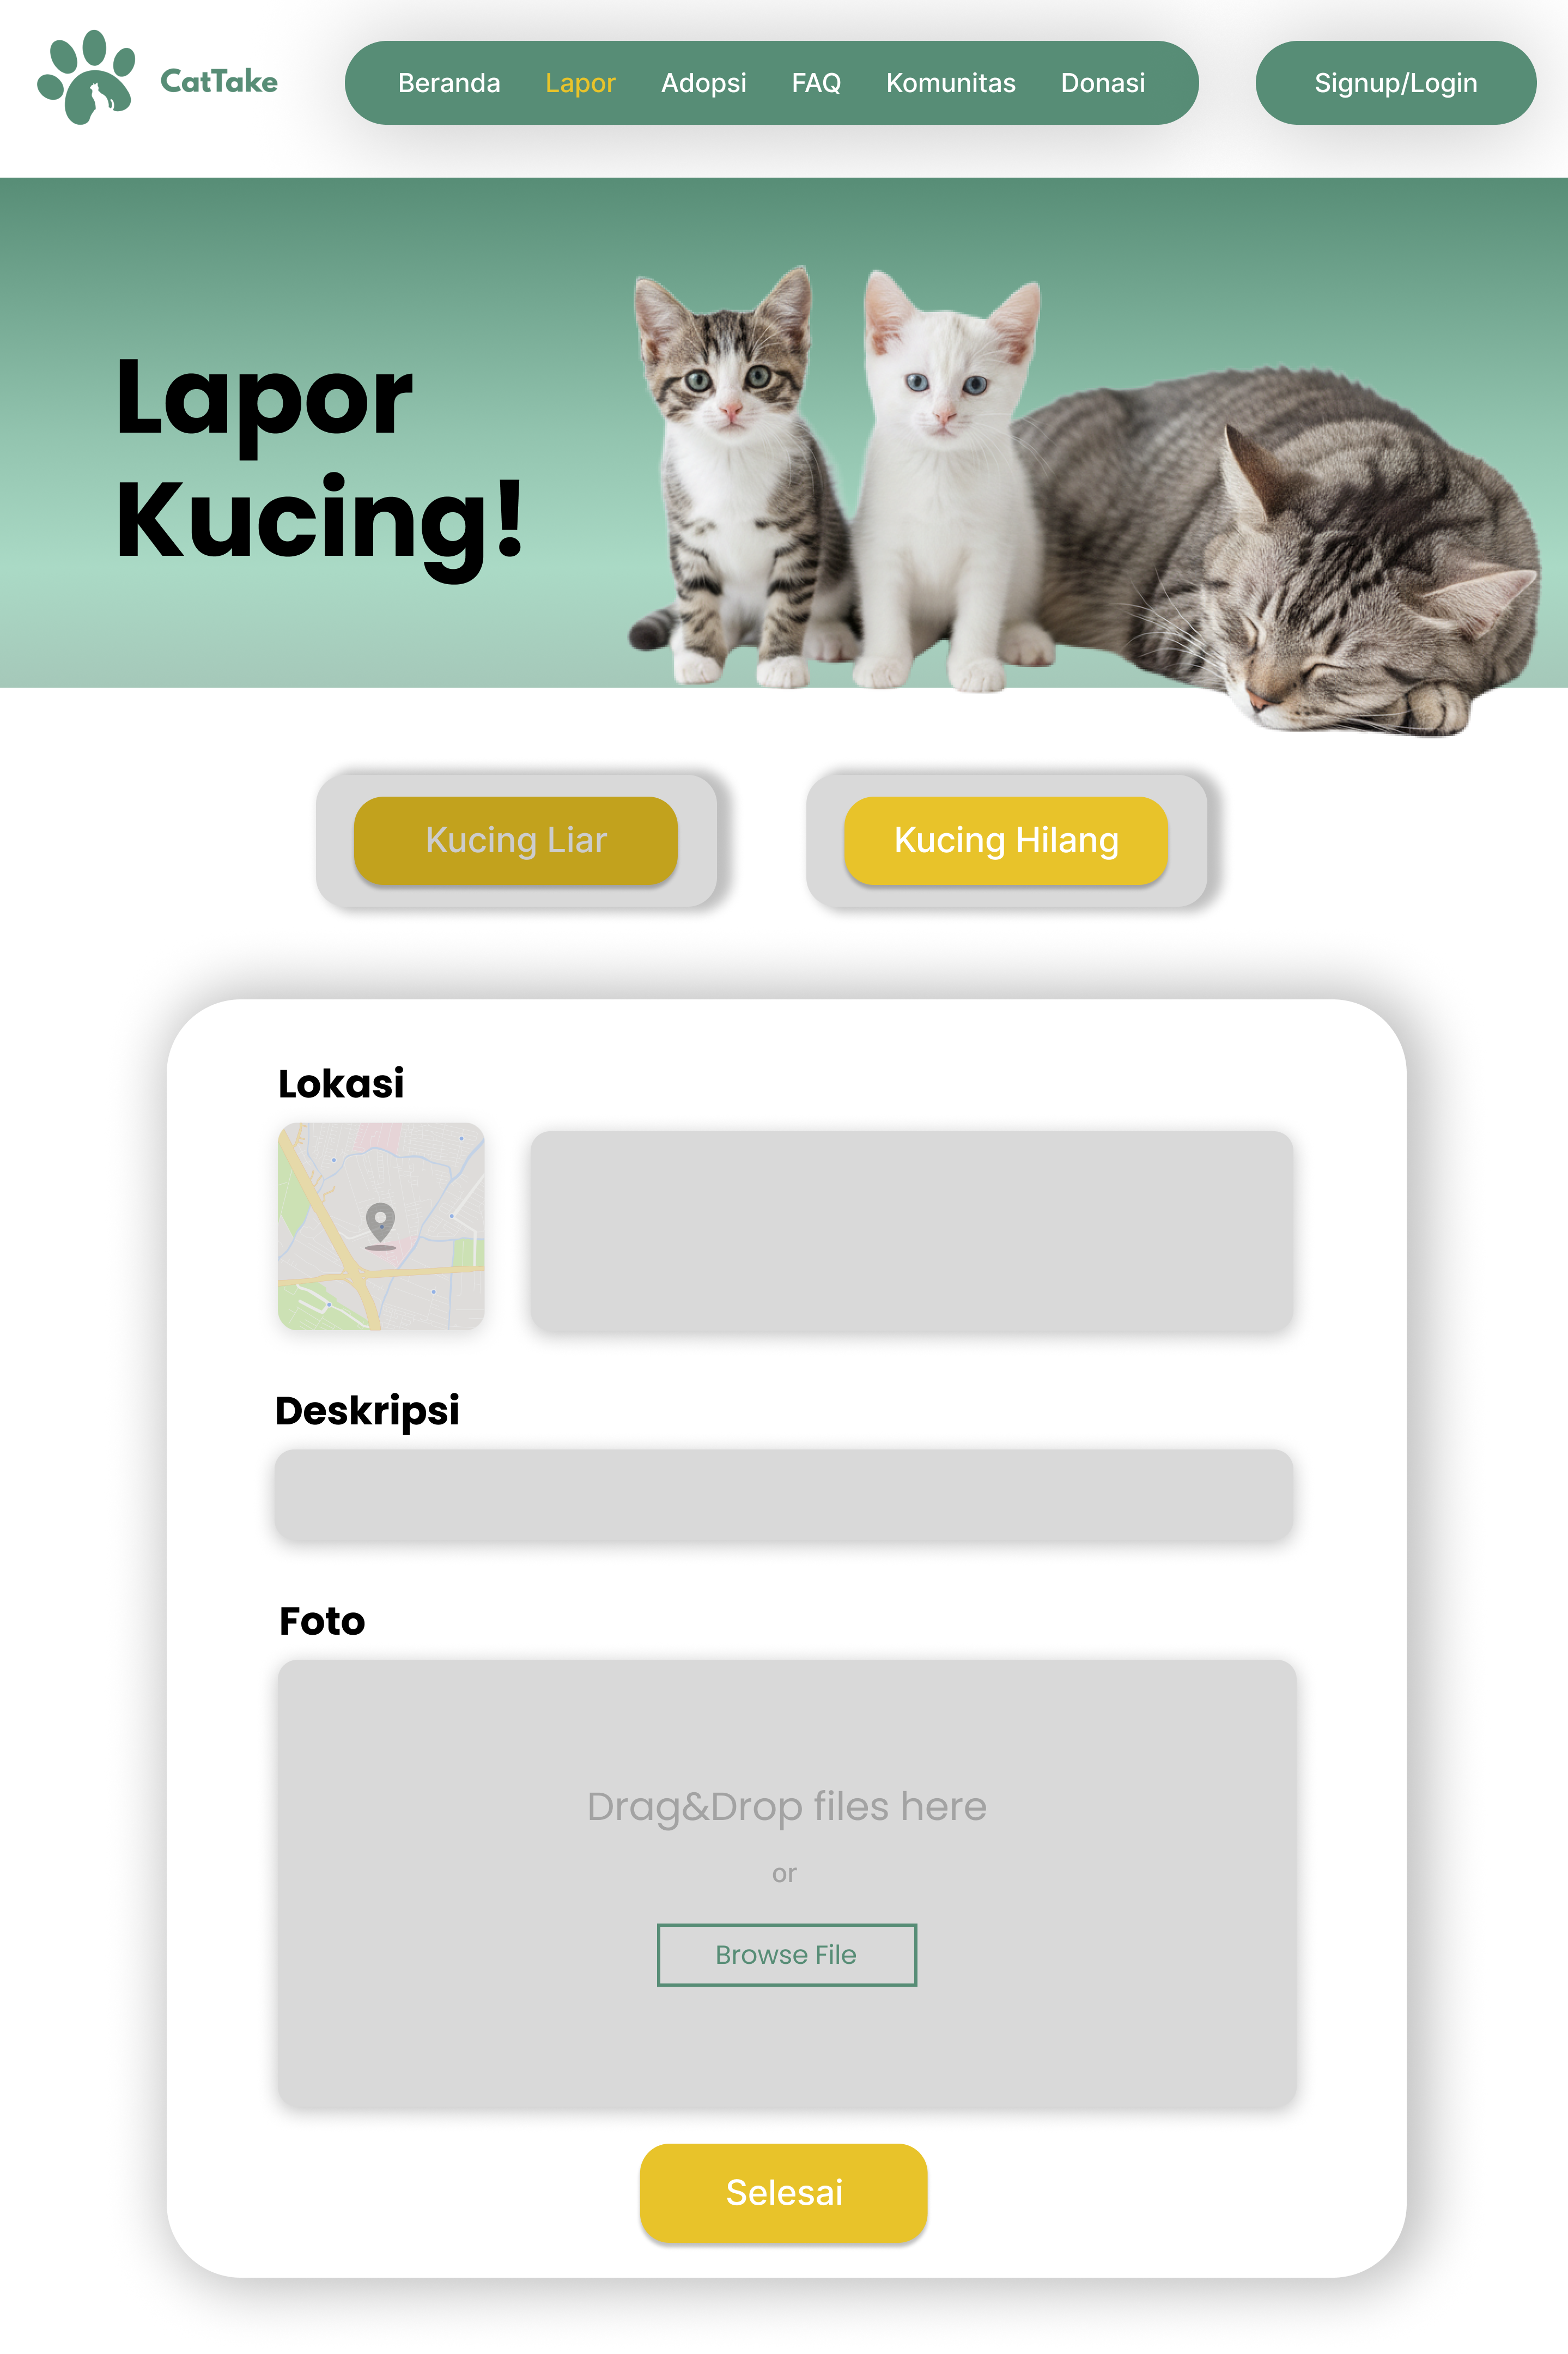 CatTake
Beranda Lapor Adopsi FAQ Komunitas Donasi
Signup/Login
Lapor
Kucing!
Kucing Liar
Kucing Hilang
Lokasi
Deskripsi
Foto
Drag&Drop files here
or
Browse File
Selesai